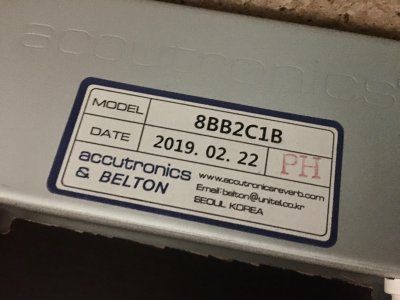 accutronics
MODEL 8BB2C1B
DATE 2019. 02. 22 PH
accutronics
& BELTON
www.accutronicsreverb.com
Email:belton@unitel.co.kr
SEOUL KOREA